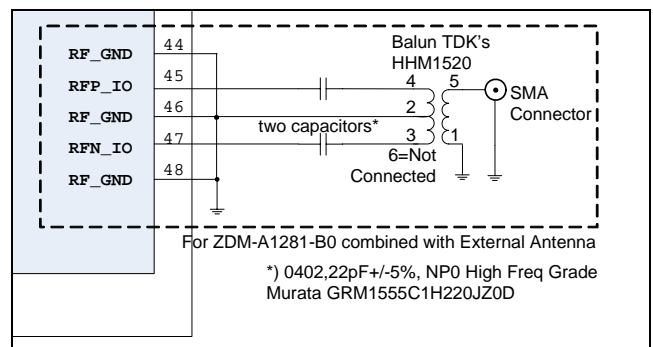 RF_GND 44
RFP_IO 45
RF_GND 46
RFN_IO 47
RF_GND 48
Balun TDK's
HHM1520
4 5
2
3 1
6=Not
Connected
two capacitors*
SMA
Connector
For ZDM-A1281-B0 combined with External Antenna
*) 0402,22pF+/-5%, NP0 High Freq Grade
Murata GRM1555C1H220JZ0D